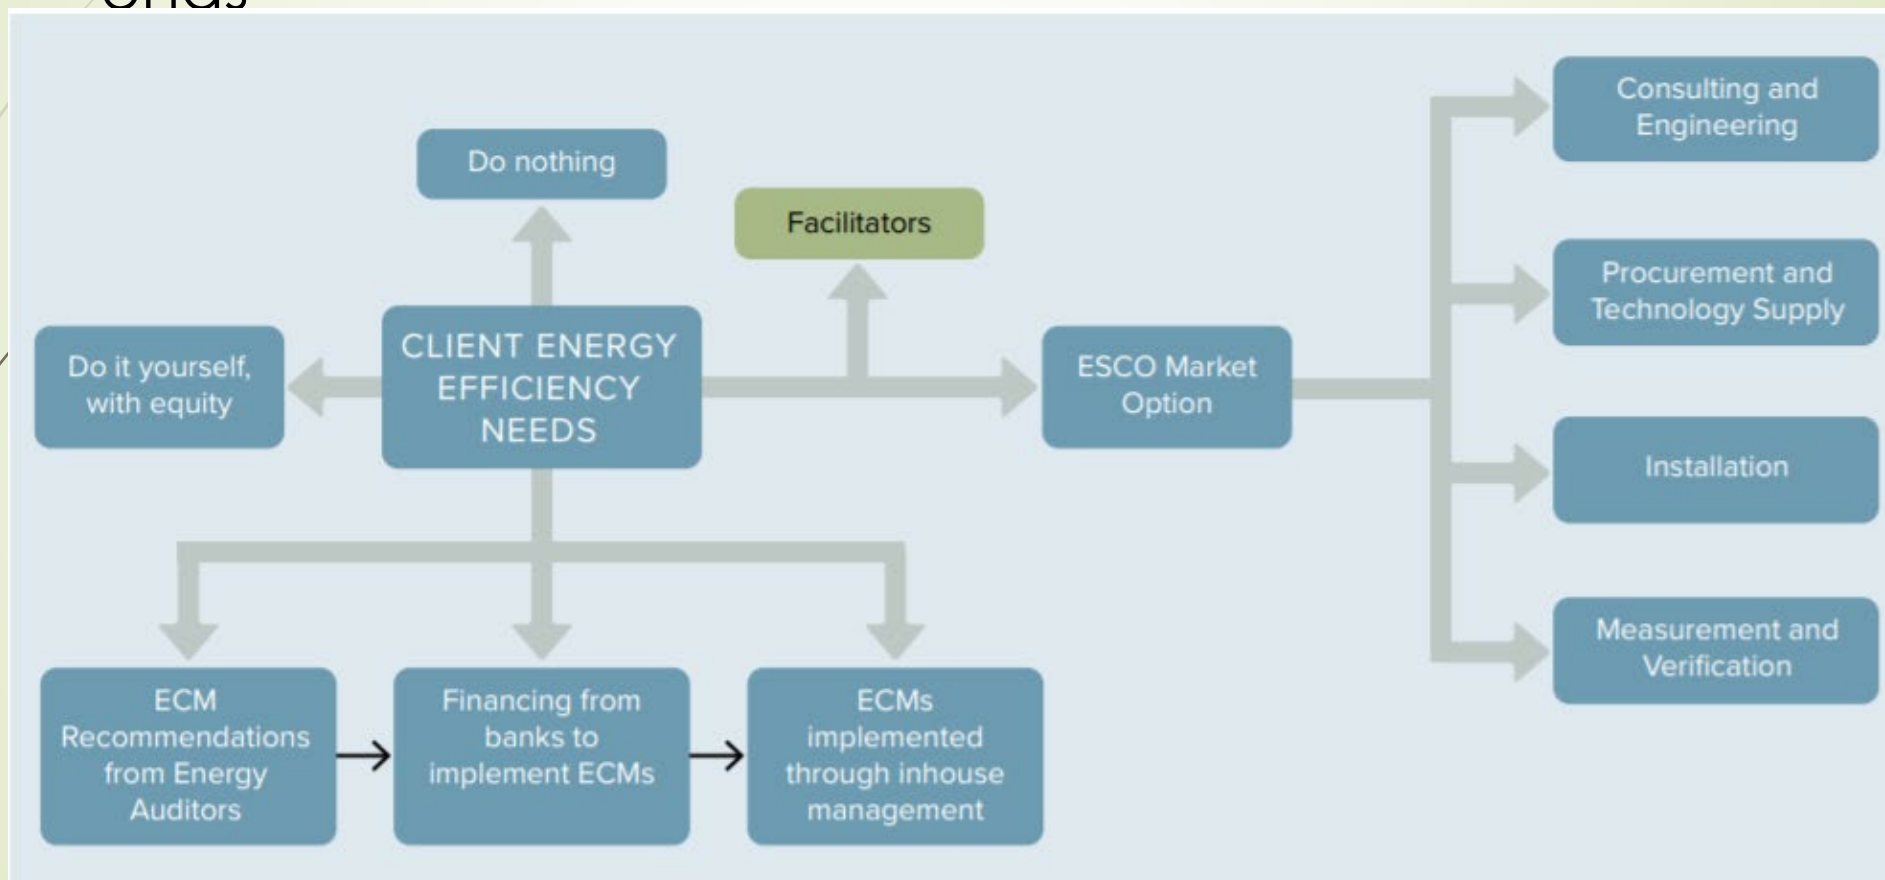 Do nothing
Facilitators
Do it yourself,
with equity
CLIENT ENERGY
EFFICIENCY
NEEDS
ESCO Market
Option
Consulting and
Engineering
Procurement and
Technology Supply
Installation
Measurement and
Verification
ECM
Recommendations
from Energy
Auditors
Financing from
banks to
implement ECMs
ECMs
implemented
through inhouse
management